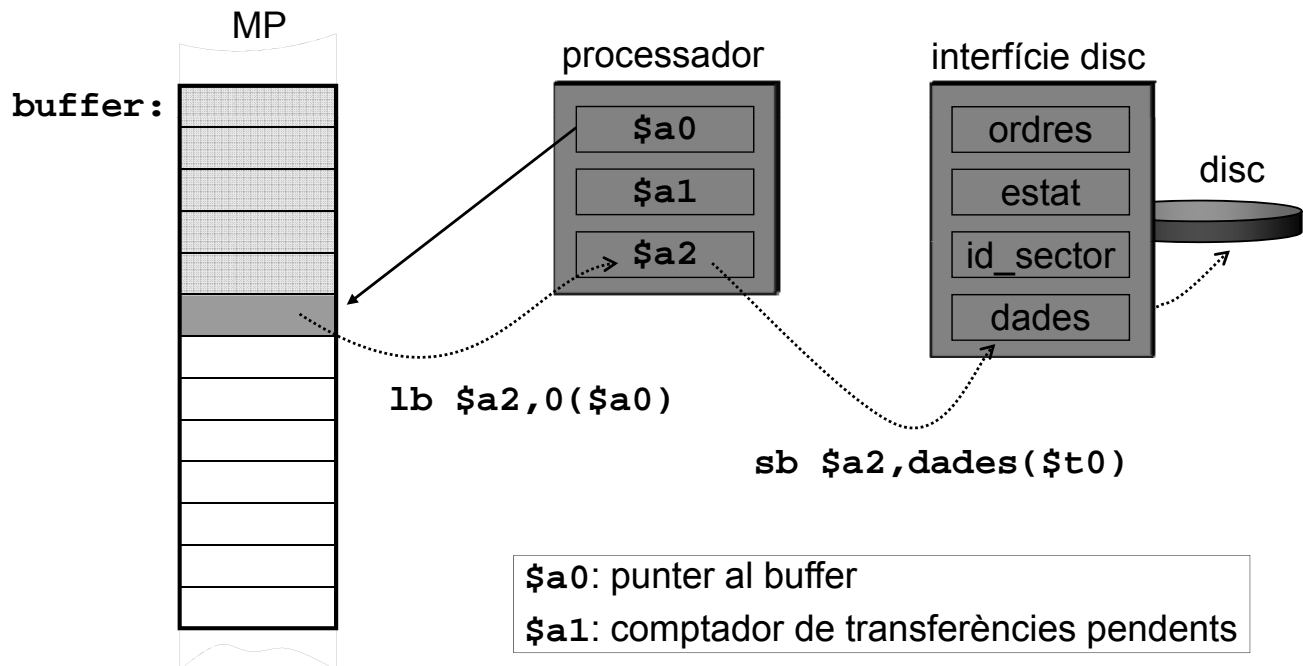 MP
processador
interfície disc
buffer:
$a0
$a1
$a2
ordres
estat
id_sector
dades
disc
lb $a2,0($a0)
sb $a2,dades($t0)
$a0: punter al buffer
$a1: comptador de transferències pendents